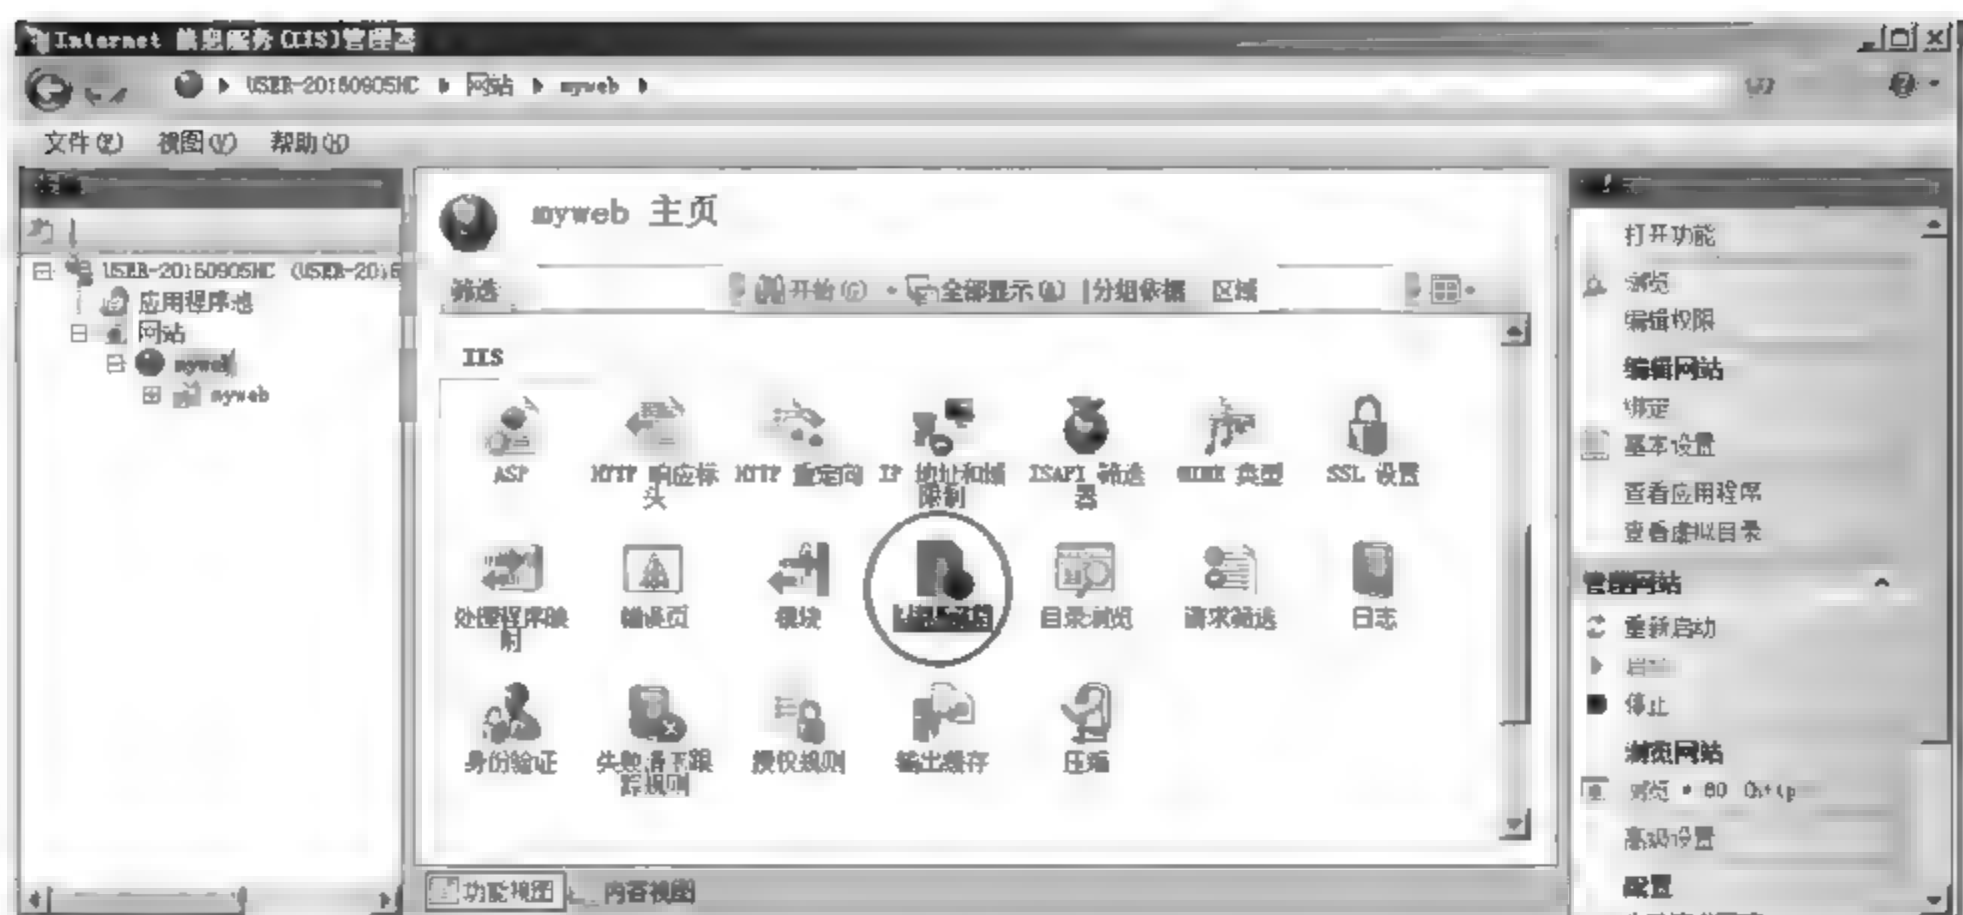 Internet 信息服务(IIS)管理器
USER-20160905HC 网站 myweb
文件(F) 视图(V) 帮助(H)
myweb 主页
USER-20160905HC (USER-2016
应用程序池
网站
myweb
myweb
筛选 开始(G) 全部显示(A) 分组依据 区域
IIS
ASP HTTP 响应标头 HTTP 重定向 IP 地址和域限制 ISAPI 筛选器 MIME 类型 SSL 设置
处理程序映射 错误页 模块 目录浏览 请求筛选 日志
身份验证 失败请求跟踪规则 授权规则 输出缓存 压缩
功能视图 内容视图
打开功能
浏览
编辑权限
编辑网站
绑定
基本设置
查看应用程序
查看虚拟目录
管理网站
重新启动
启动
停止
浏览网站
浏览 * 80 (http
高级设置
配置